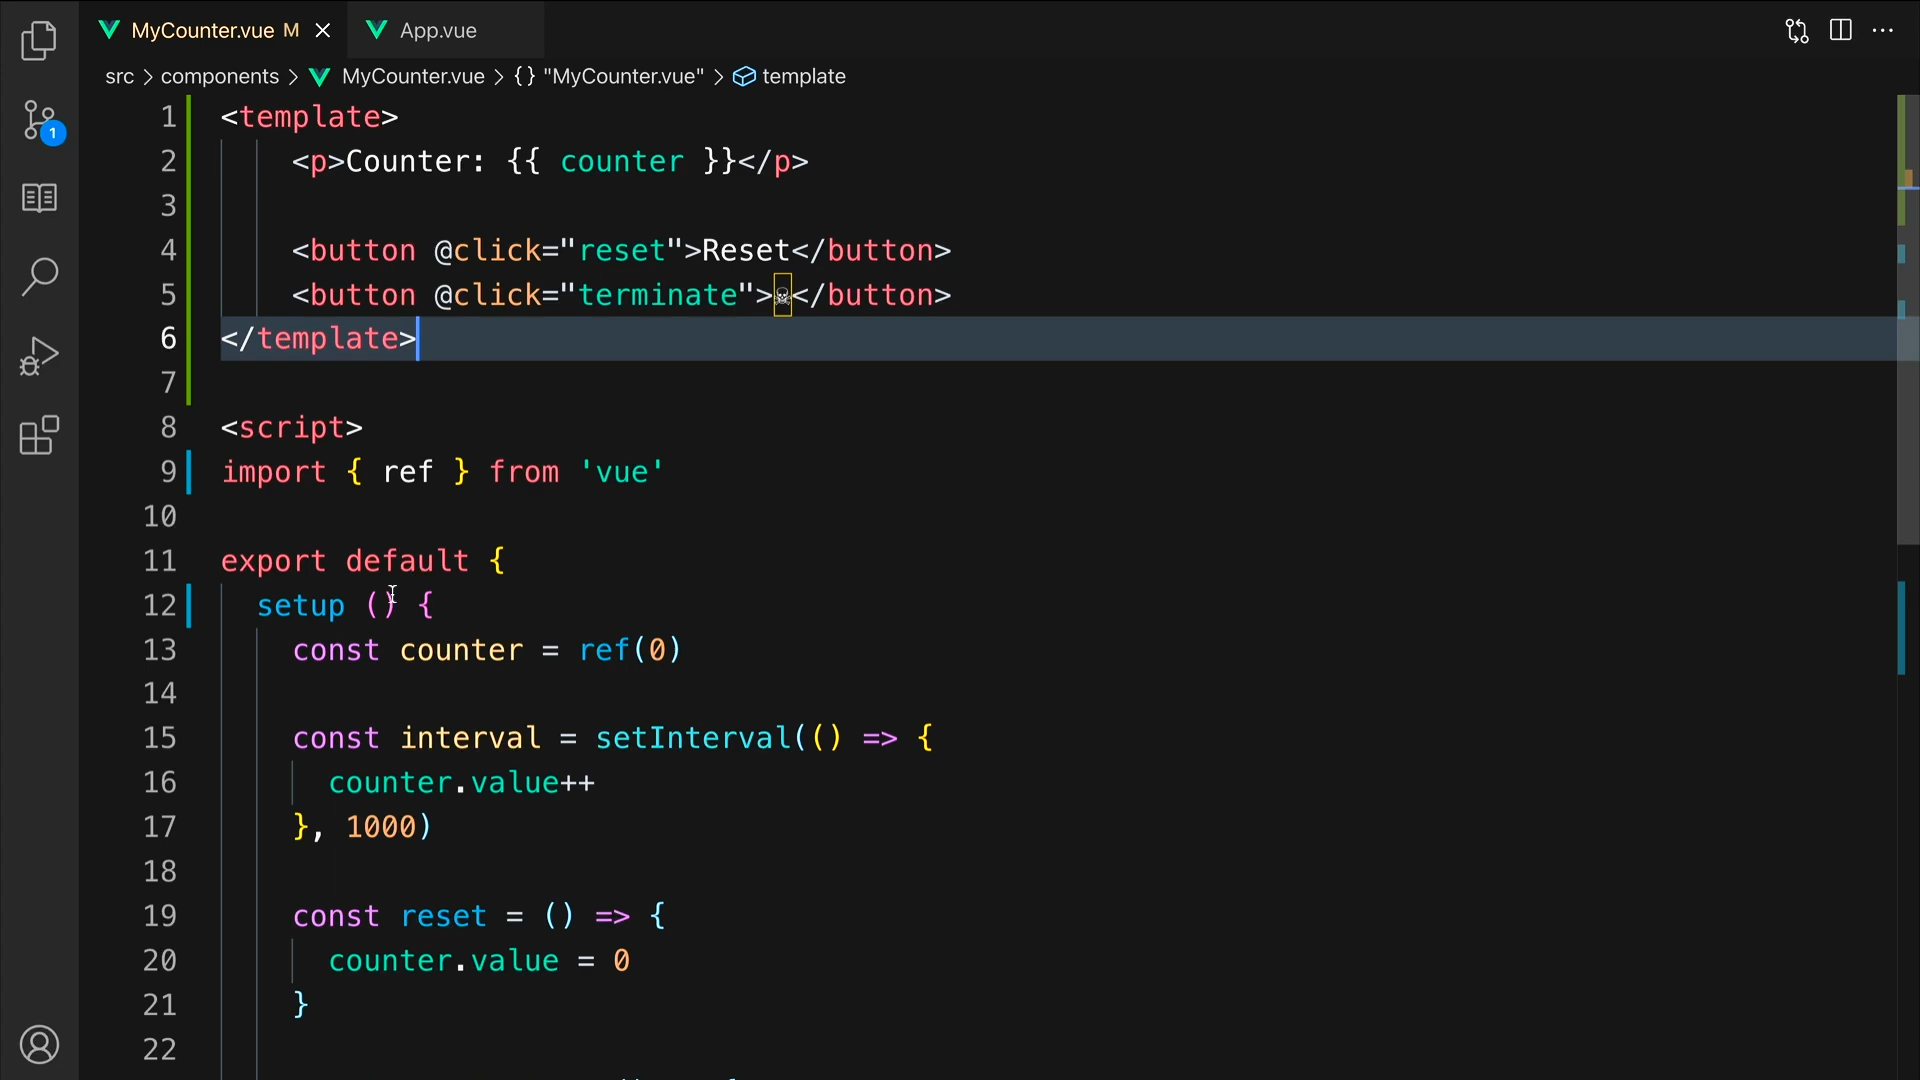 MyCounter.vue M App.vue
src > components > MyCounter.vue > {} "MyCounter.vue" > template
1 <template>
1 2 <p>Counter: {{ counter }}</p>
3
4 <button @click="reset">Reset</button>
5 <button @click="terminate">☠</button>
6 </template>
7
8 <script>
9 import { ref } from 'vue'
10
11 export default {
12 setup () {
13 const counter = ref(0)
14
15 const interval = setInterval(() => {
16 counter.value++
17 }, 1000)
18
19 const reset = () => {
20 counter.value = 0
21 }
22